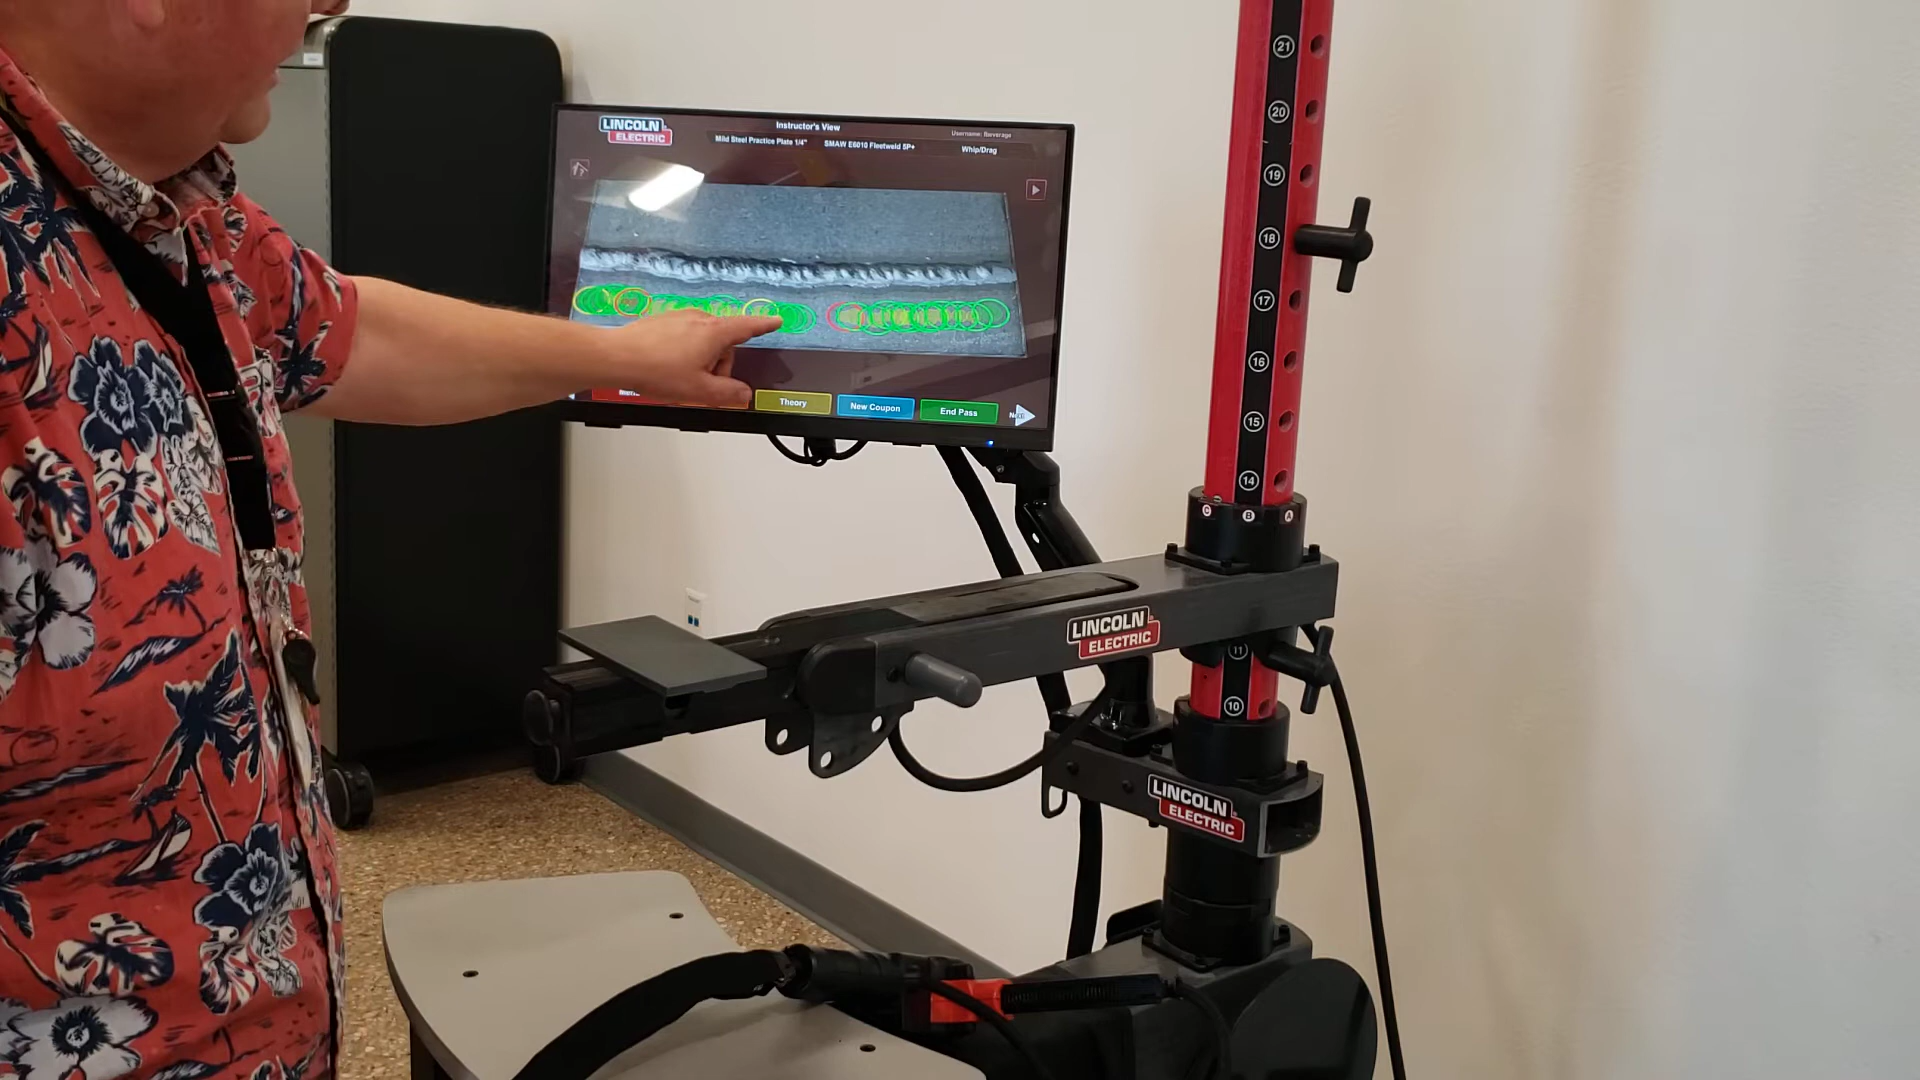 LINCOLN
ELECTRIC
Instructor's View
Username: Beverage
Mild Steel Practice Plate 1/4"
SMAW E6010 Fleetweld 5P+
Whip/Drag
Theory
New Coupon
End Pass
21
20
19
18
17
16
15
14
C
B
A
LINCOLN
ELECTRIC
11
10
LINCOLN
ELECTRIC